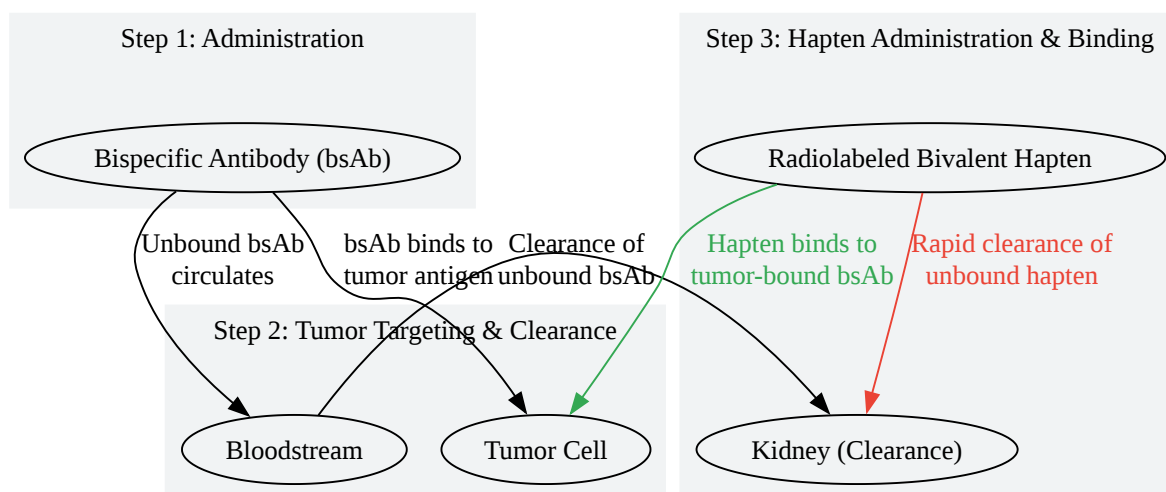 Step 1: Administration
Step 3: Hapten Administration & Binding
Bispecific Antibody (bsAb)
Radiolabeled Bivalent Hapten
Unbound bsAb
circulates
bsAb binds to
tumor antigen
Clearance of
unbound bsAb
Hapten binds to
tumor-bound bsAb
Rapid clearance of
unbound hapten
Step 2: Tumor Targeting & Clearance
Bloodstream
Tumor Cell
Kidney (Clearance)